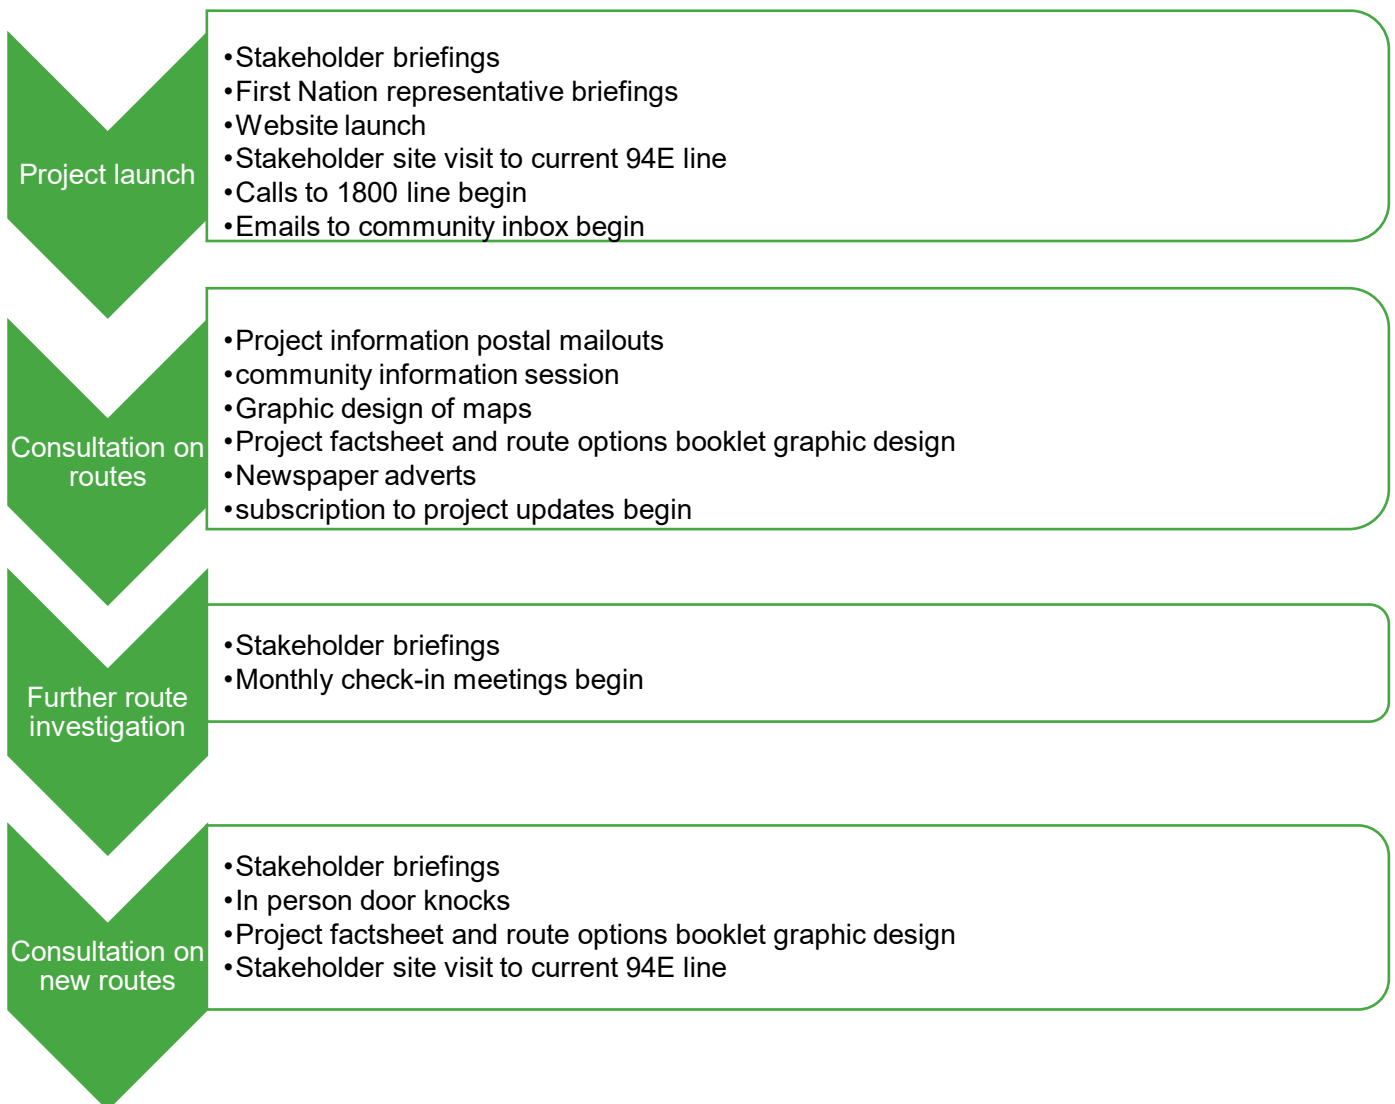 Project launch
•Stakeholder briefings
•First Nation representative briefings
•Website launch
•Stakeholder site visit to current 94E line
•Calls to 1800 line begin
•Emails to community inbox begin
Consultation on
routes
•Project information postal mailouts
•community information session
•Graphic design of maps
•Project factsheet and route options booklet graphic design
•Newspaper adverts
•subscription to project updates begin
Further route
investigation
•Stakeholder briefings
•Monthly check-in meetings begin
Consultation on
new routes
•Stakeholder briefings
•In person door knocks
•Project factsheet and route options booklet graphic design
•Stakeholder site visit to current 94E line